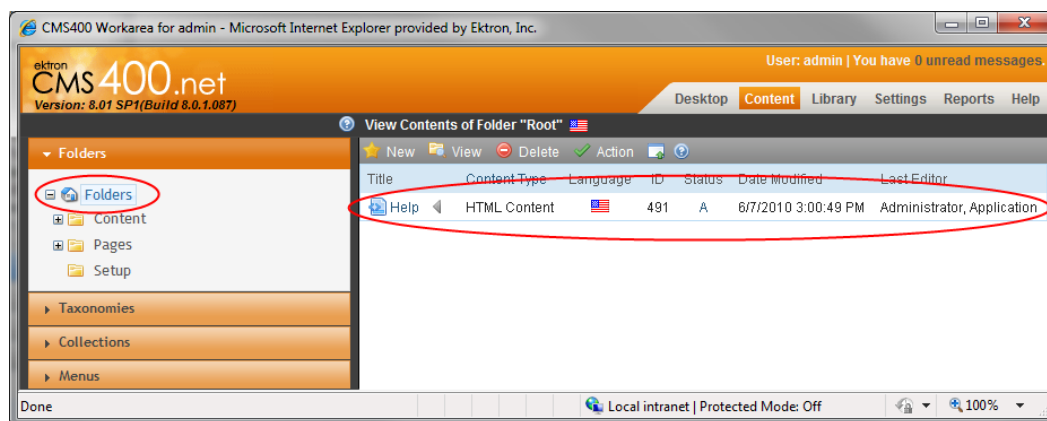 CMS400 Workarea for admin - Microsoft Internet Explorer provided by Ektron, Inc.
ektron
CMS400.net
Version: 8.01 SP1(Build 8.0.1.087)
User: admin | You have 0 unread messages.
Desktop Content Library Settings Reports Help
View Contents of Folder "Root"
Folders
New View Delete Action
Title Content Type Language ID Status Date Modified Last Editor
Folders
Help HTML Content 491 A 6/7/2010 3:00:49 PM Administrator, Application
Content
Pages
Setup
Taxonomies
Collections
Menus
Done Local intranet | Protected Mode: Off 100%